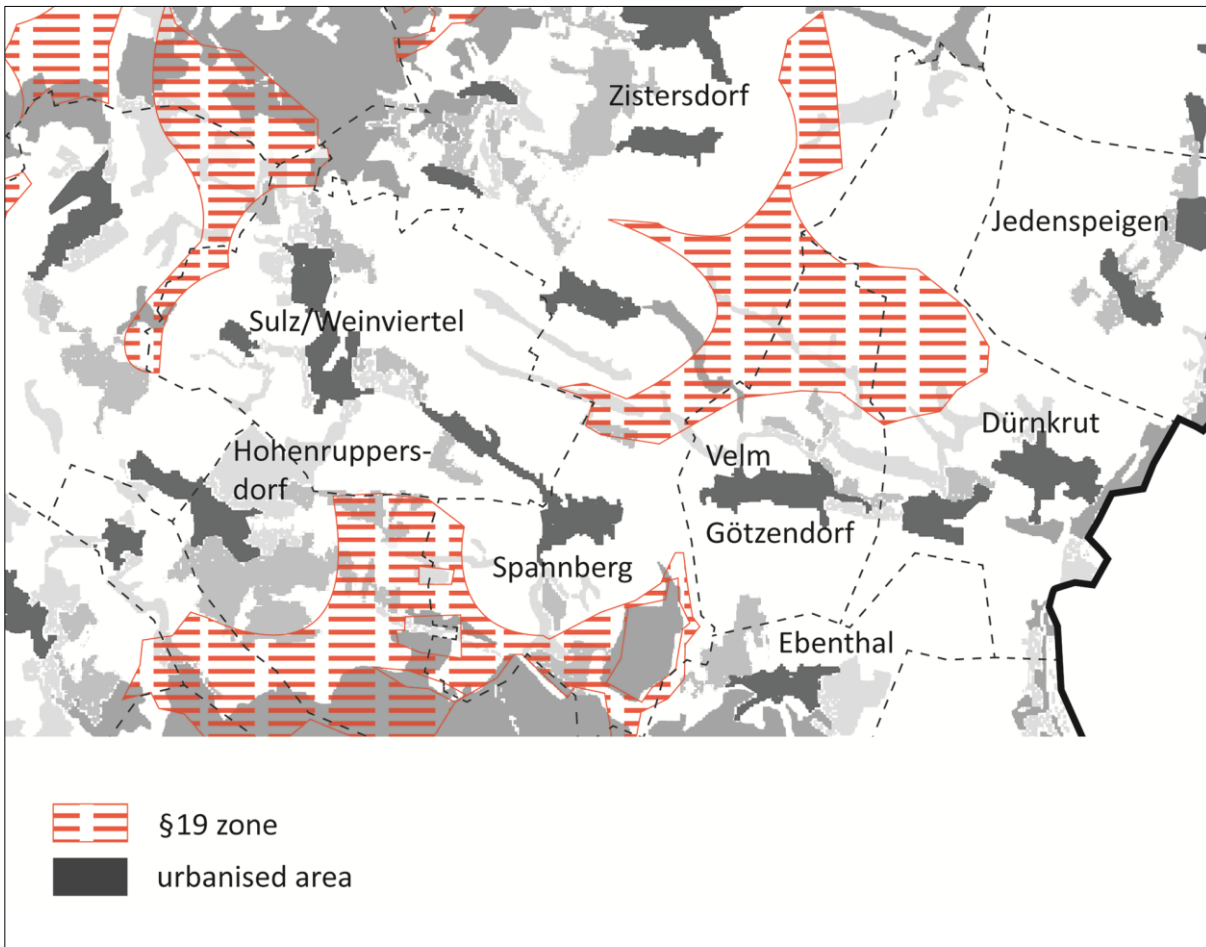 Zistersdorf
Jedenspeigen
Sulz/Weinviertel
Dürnkrut
Hohenruppers-
dorf
Velm
Götzendorf
Spannberg
Ebenthal
§19 zone
urbanised area